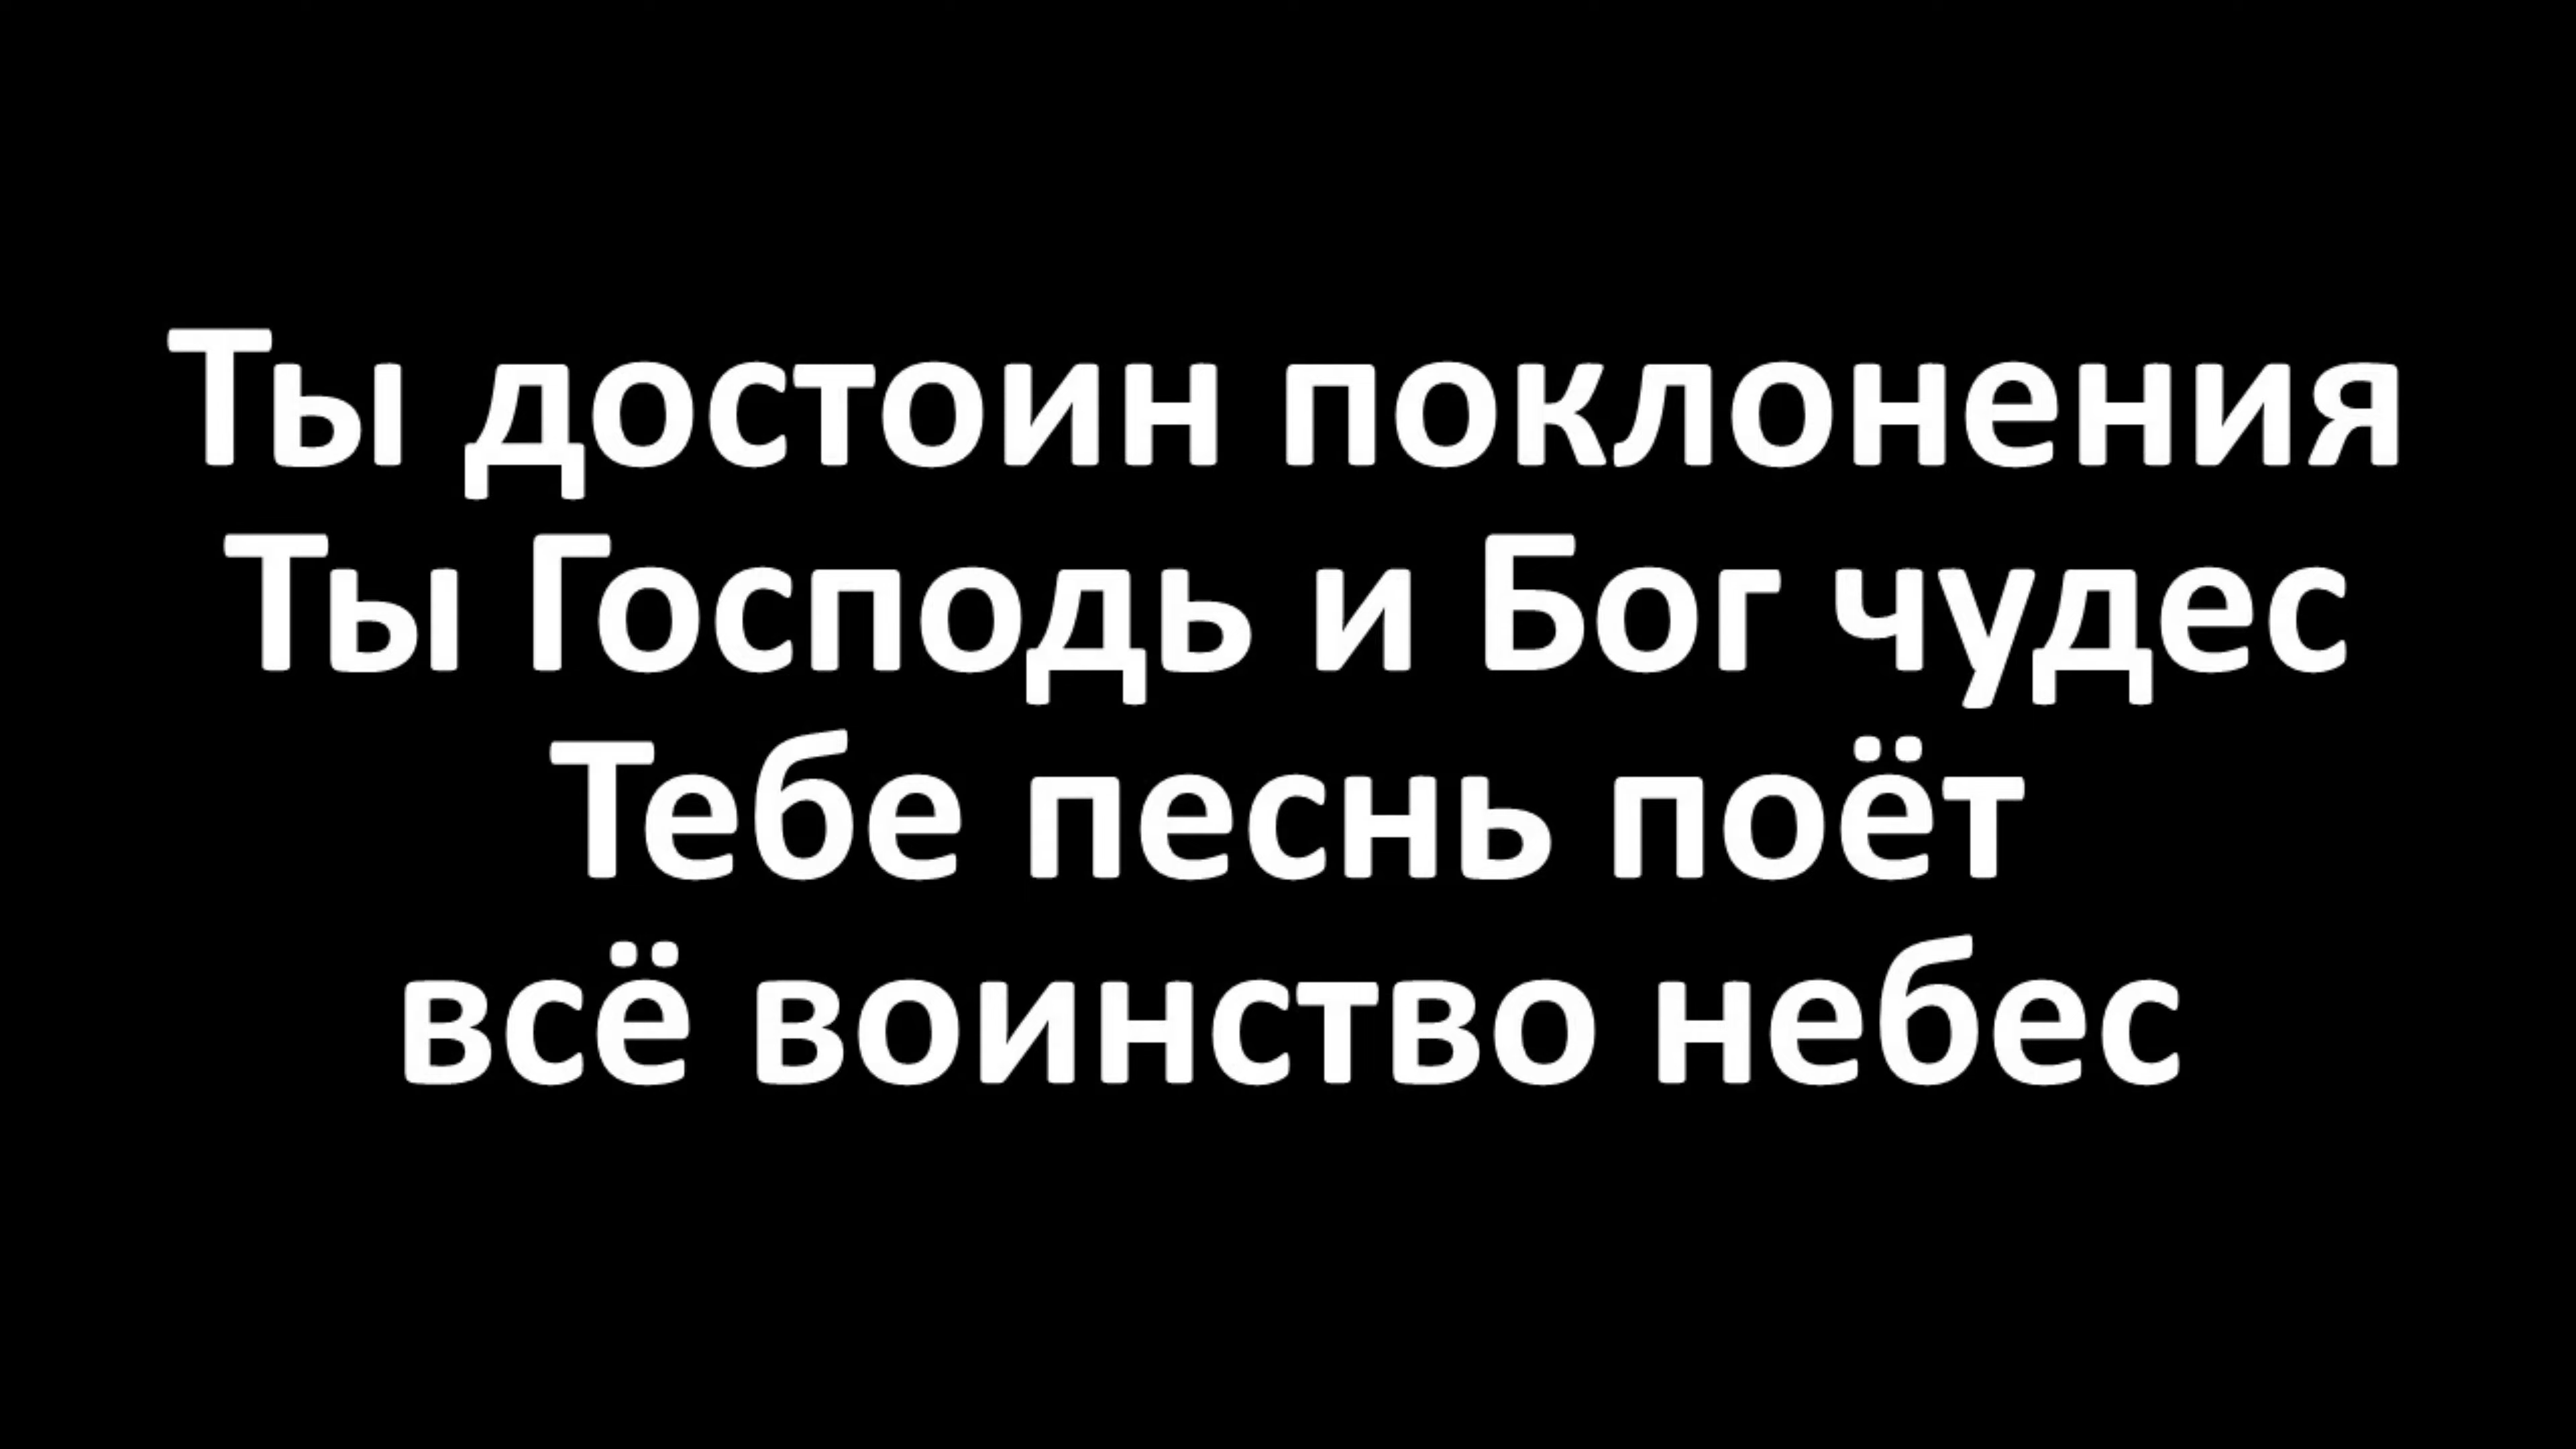 Ты достоин поклонения
Ты Господь и Бог чудес
Тебе песнь поёт
всё воинство небес